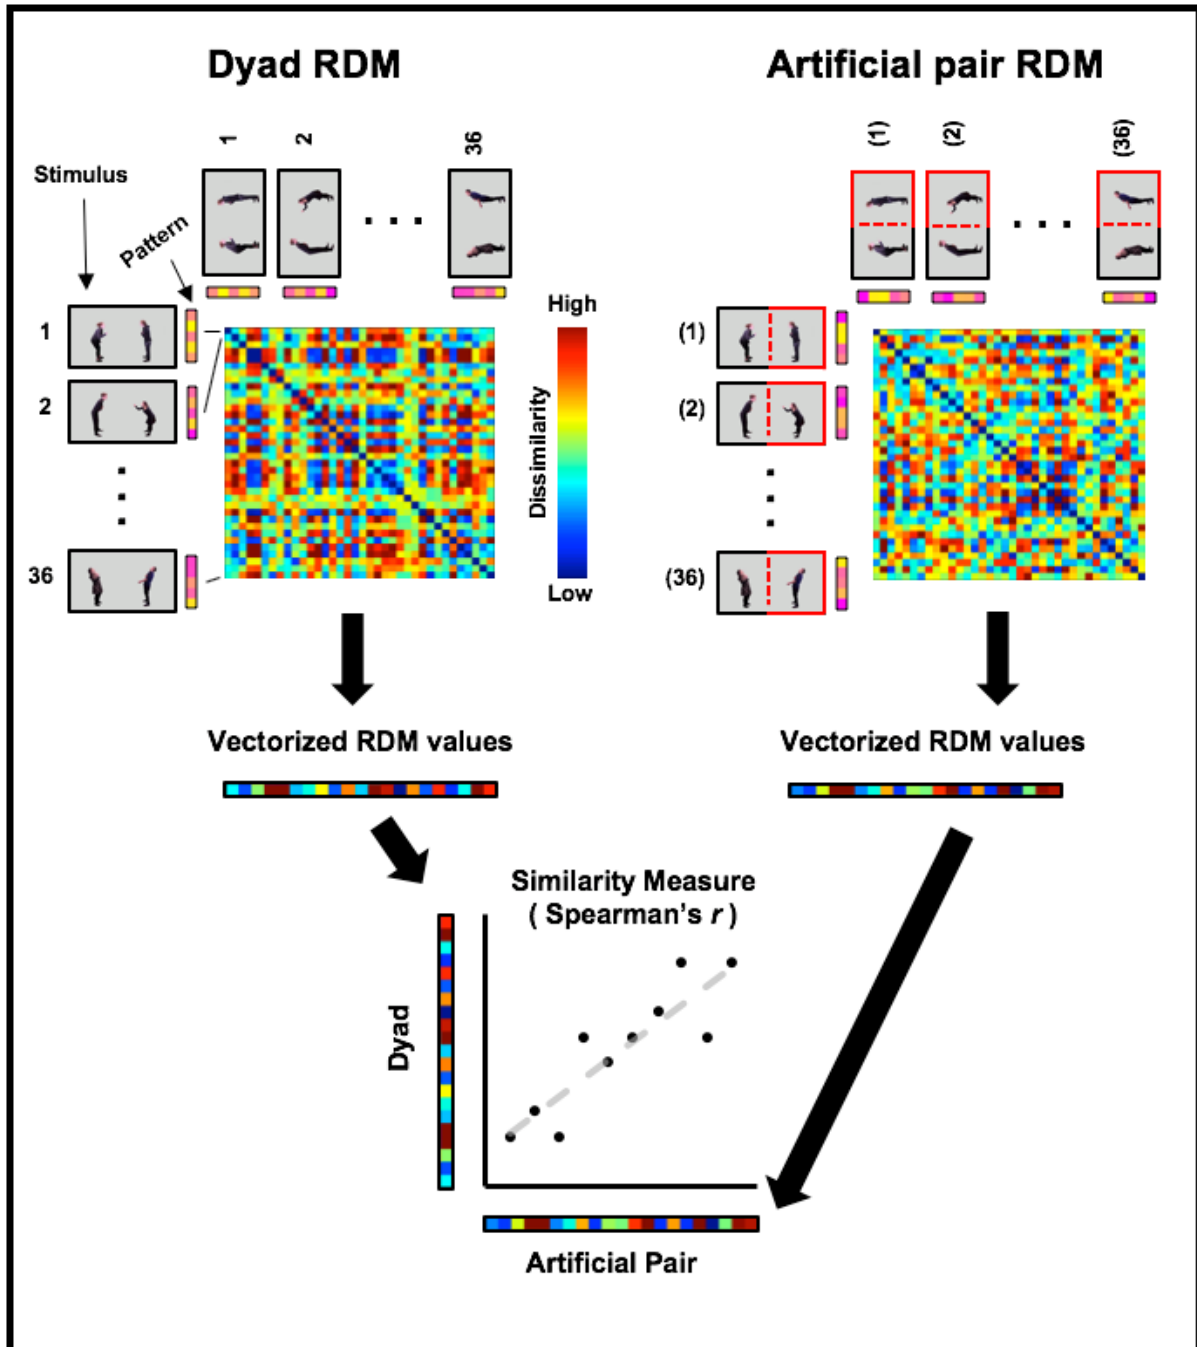 Dyad RDM
Artificial pair RDM
1
2
36
(1)
(2)
(36)
Stimulus
Pattern
1
2
36
High
Dissimilarity
Low
(1)
(2)
(36)
Vectorized RDM values
Vectorized RDM values
Similarity Measure
( Spearman's r )
Dyad
Artificial Pair